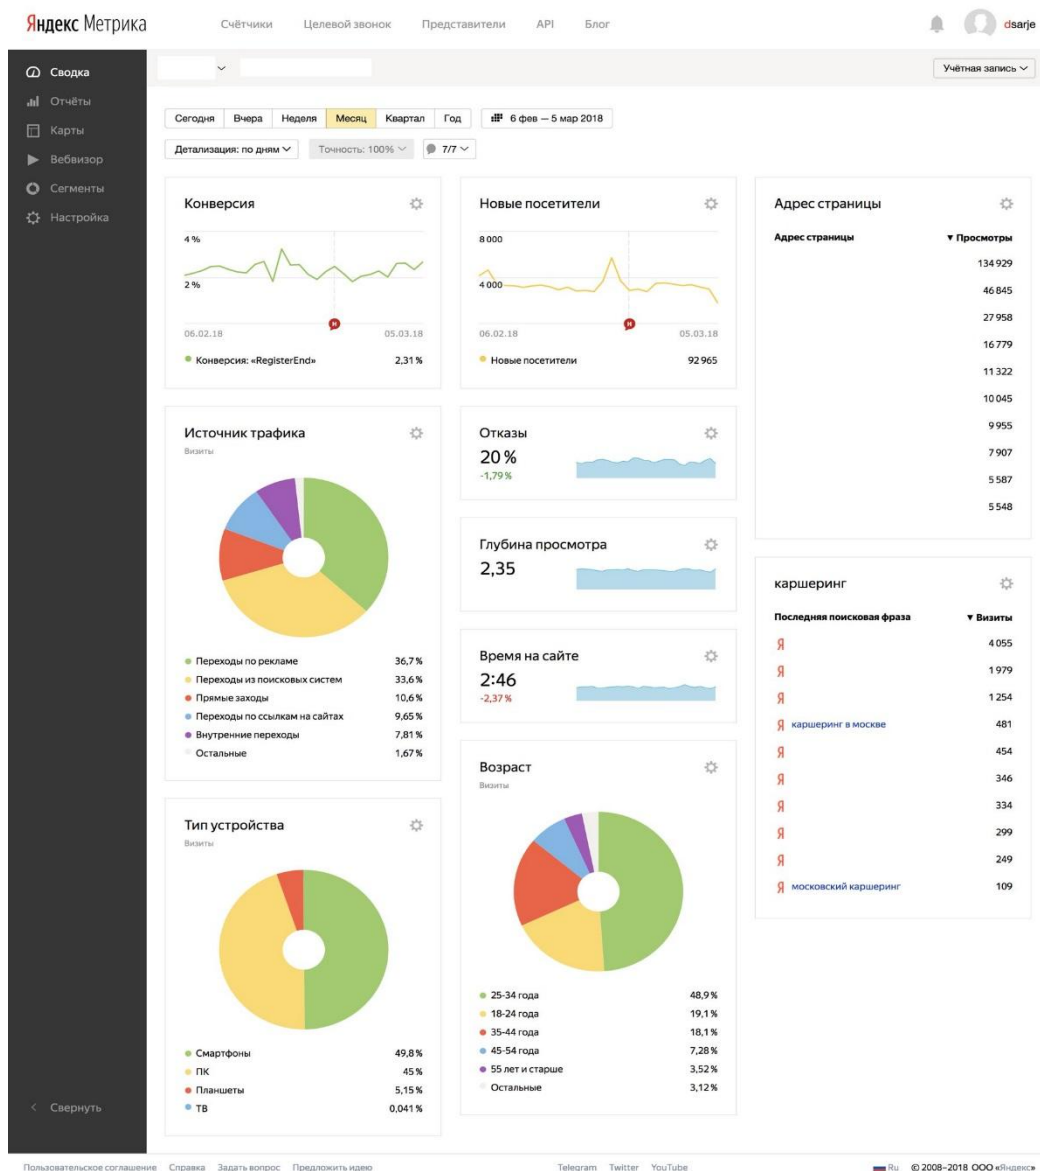 Яндекс Метрика
Счётчики
Целевой звонок
Представители
API
Блог
dsarje
Сводка
Отчёты
Карты
Вебвизор
Сегменты
Настройка
Свернуть
Учётная запись
Сегодня Вчера Неделя Месяц Квартал Год 6 фев — 5 мар 2018
Детализация: по дням Точность: 100% 7/7
Конверсия
4 %
2 %
н
06.02.18 05.03.18
Конверсия: «RegisterEnd» 2,31 %
Новые посетители
8 000
4 000
н
06.02.18 05.03.18
Новые посетители 92 965
Адрес страницы
Адрес страницы ▼ Просмотры
134 929
46 845
27 958
16 779
11 322
10 045
9 955
7 907
5 587
5 548
Источник трафика
Визиты
Переходы по рекламе 36,7 %
Переходы из поисковых систем 33,6 %
Прямые заходы 10,6 %
Переходы по ссылкам на сайтах 9,65 %
Внутренние переходы 7,81 %
Остальные 1,67 %
Отказы
20 %
-1,79 %
Глубина просмотра
2,35
Время на сайте
2:46
-2,37 %
каршеринг
Последняя поисковая фраза ▼ Визиты
Я 4 055
Я 1 979
Я 1 254
Я каршеринг в москве 481
Я 454
Я 346
Я 334
Я 299
Я 249
Я московский каршеринг 109
Тип устройства
Визиты
Смартфоны 49,8 %
ПК 45 %
Планшеты 5,15 %
ТВ 0,041 %
Возраст
Визиты
25-34 года 48,9 %
18-24 года 19,1 %
35-44 года 18,1 %
45-54 года 7,28 %
55 лет и старше 3,52 %
Остальные 3,12 %
Пользовательское соглашение Справка Задать вопрос Предложить идею Telegram Twitter YouTube Ru © 2008–2018 ООО «Яндекс»